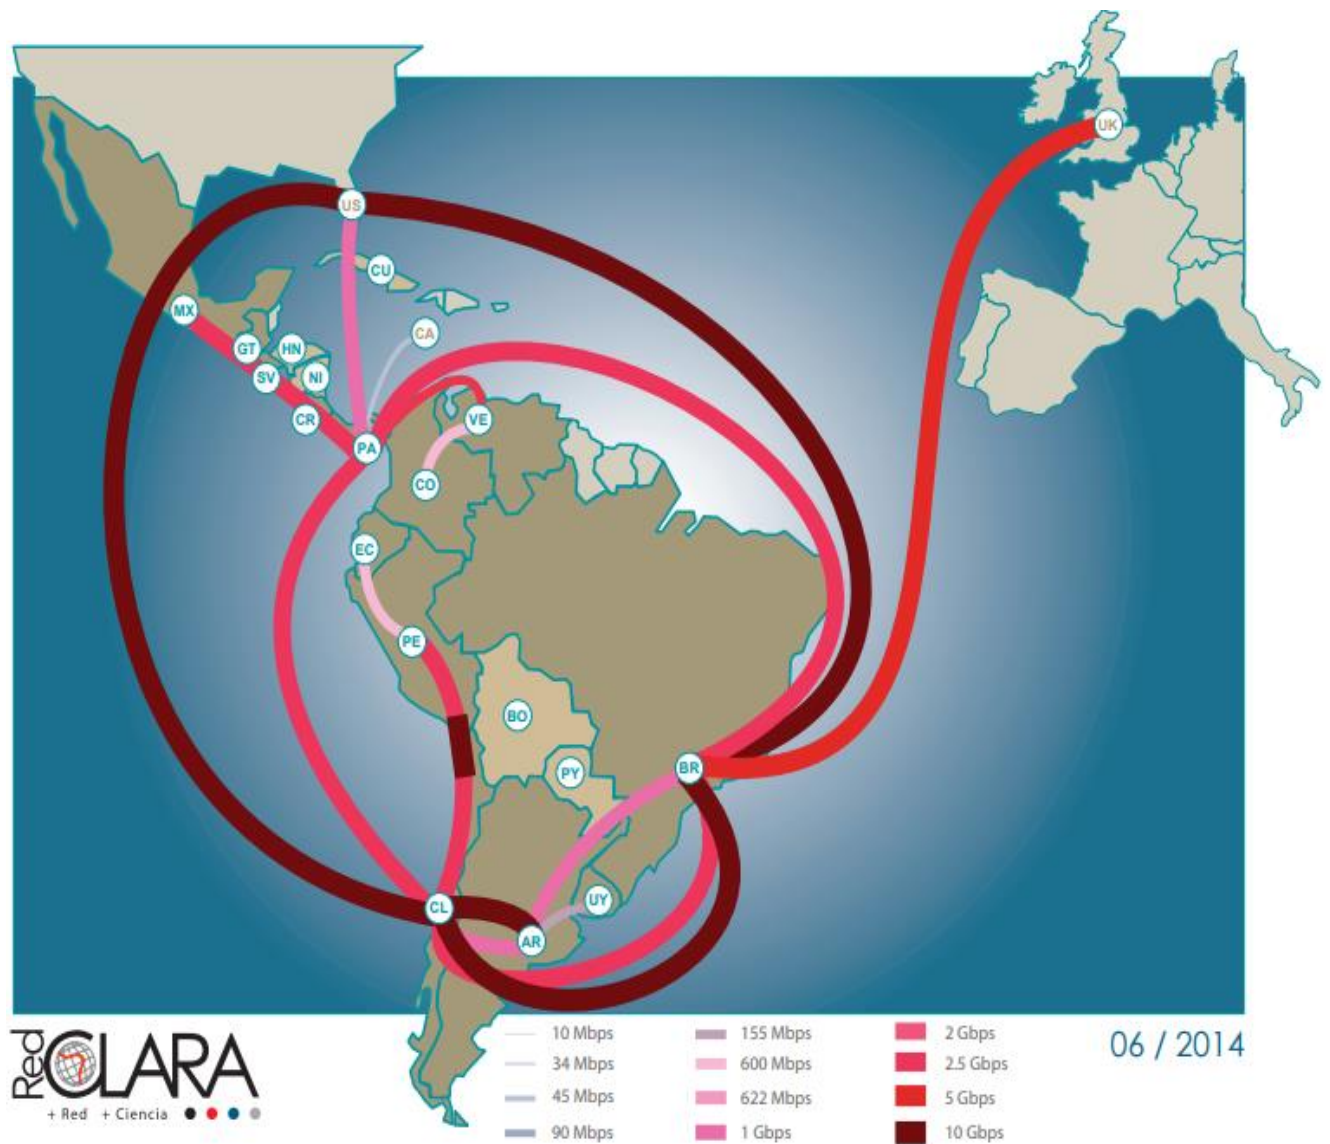 UK
US
CU
MX
CA
GT
HN
SV
NI
CR
VE
PA
CO
EC
PE
BO
PY
BR
UY
CL
AR
10 Mbps
155 Mbps
2 Gbps
34 Mbps
600 Mbps
2.5 Gbps
45 Mbps
622 Mbps
5 Gbps
90 Mbps
1 Gbps
10 Gbps
06 / 2014
Red
CLARA
+ Red + Ciencia